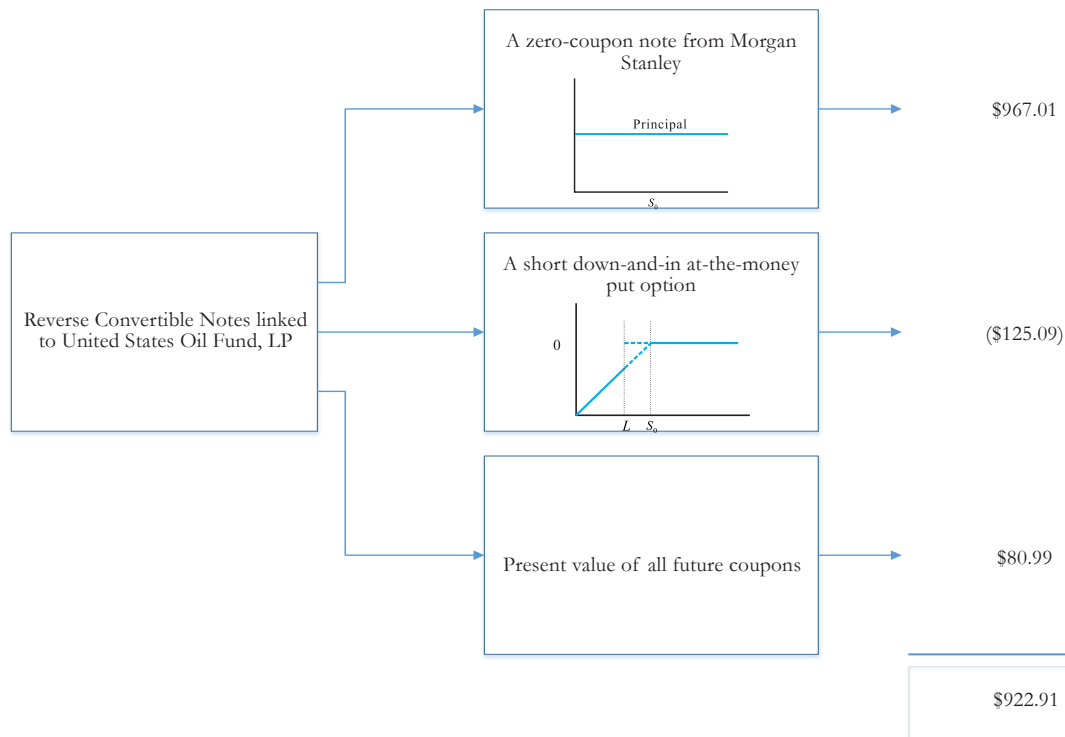 A zero-coupon note from Morgan
Stanley
Principal
S₀
$967.01
Reverse Convertible Notes linked
to United States Oil Fund, LP
A short down-and-in at-the-money
put option
0
L S₀
($125.09)
Present value of all future coupons
$80.99
$922.91